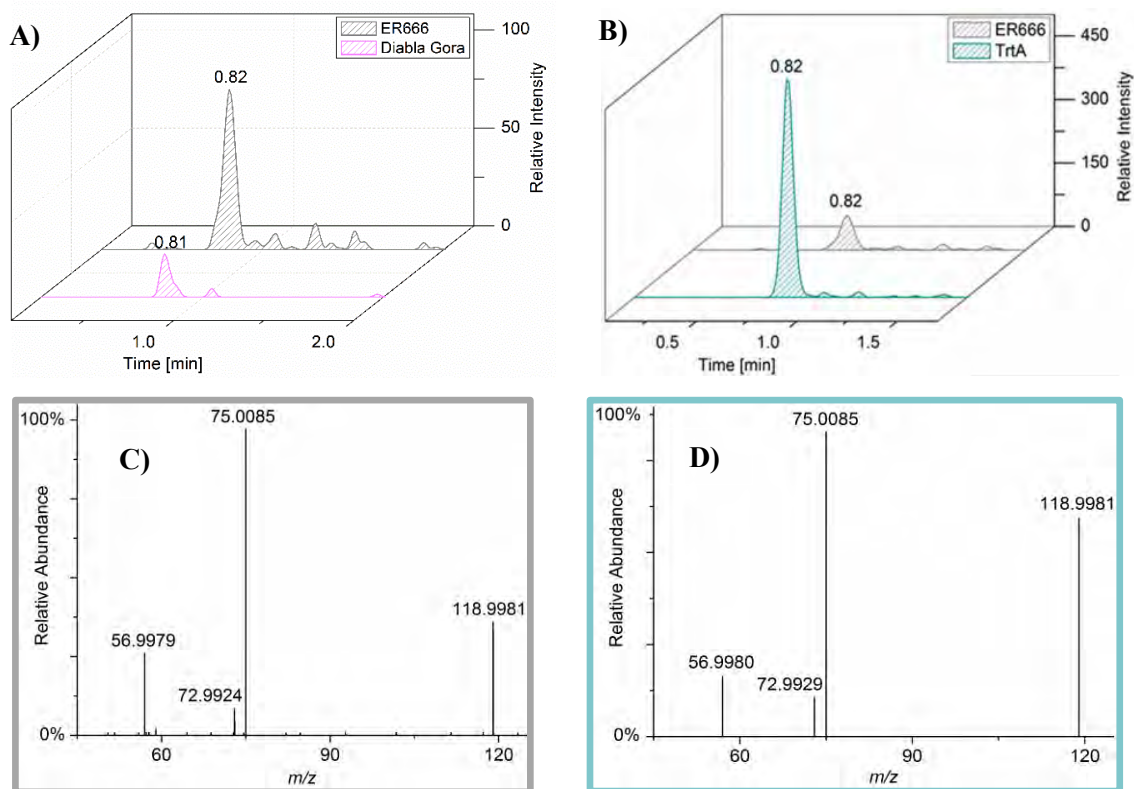 A)
ER666
Diabla Gora
100
50
0
Relative Intensity
0.82
0.81
1.0
2.0
Time [min]
B)
ER666
TrtA
450
300
150
0
Relative Intensity
0.82
0.82
0.5
1.0
1.5
Time [min]
C)
100%
0%
Relative Abundance
75.0085
118.9981
56.9979
72.9924
60
90
120
m/z
D)
100%
0%
Relative Abundance
75.0085
118.9981
56.9980
72.9929
60
90
120
m/z